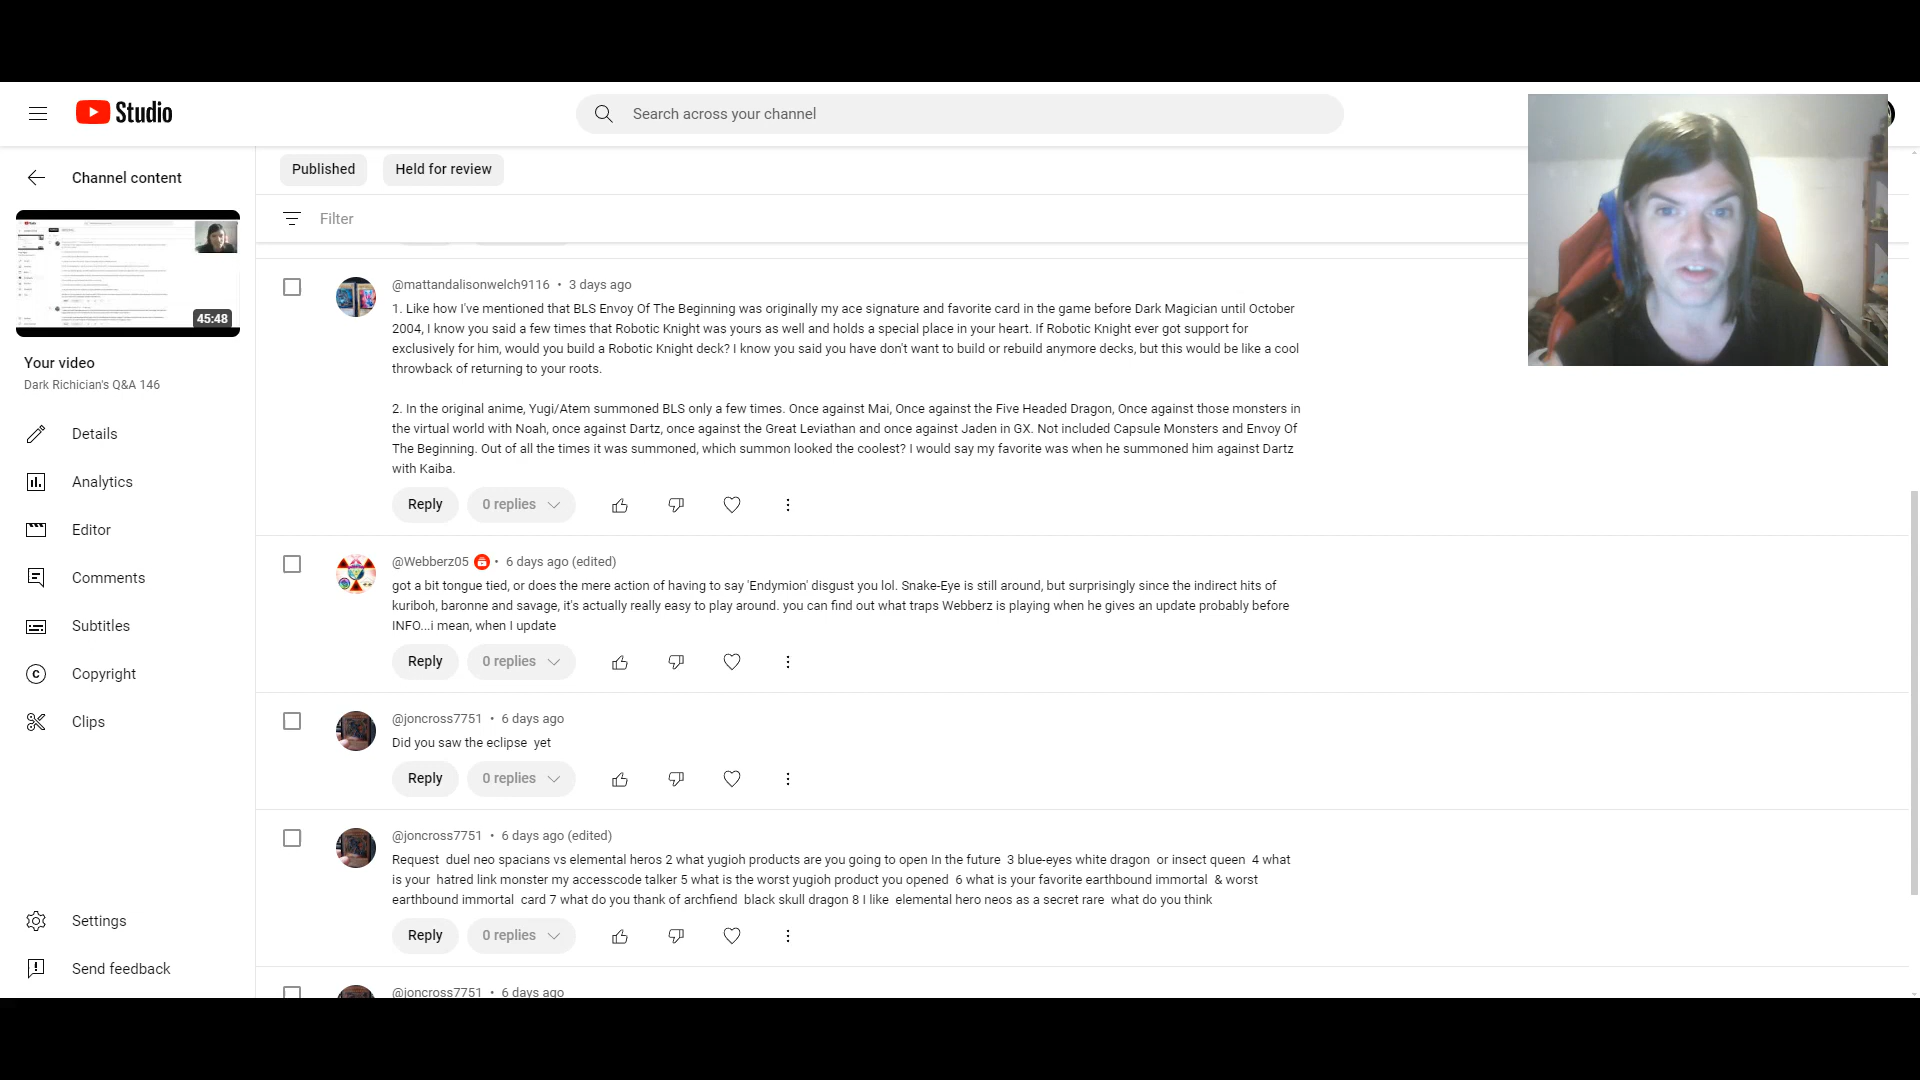 Studio
Search across your channel
Channel content
45:48
Your video
Dark Richician's Q&A 146
Details
Analytics
Editor
Comments
Subtitles
Copyright
Clips
Settings
Send feedback
Published
Held for review
Filter
@mattandalisonwelch9116 • 3 days ago
1. Like how I've mentioned that BLS Envoy Of The Beginning was originally my ace signature and favorite card in the game before Dark Magician until October
2004, I know you said a few times that Robotic Knight was yours as well and holds a special place in your heart. If Robotic Knight ever got support for
exclusively for him, would you build a Robotic Knight deck? I know you said you have don't want to build or rebuild anymore decks, but this would be like a cool
throwback of returning to your roots.
2. In the original anime, Yugi/Atem summoned BLS only a few times. Once against Mai, Once against the Five Headed Dragon, Once against those monsters in
the virtual world with Noah, once against Dartz, once against the Great Leviathan and once against Jaden in GX. Not included Capsule Monsters and Envoy Of
The Beginning. Out of all the times it was summoned, which summon looked the coolest? I would say my favorite was when he summoned him against Dartz
with Kaiba.
Reply 0 replies
@Webberz05 • 6 days ago (edited)
got a bit tongue tied, or does the mere action of having to say 'Endymion' disgust you lol. Snake-Eye is still around, but surprisingly since the indirect hits of
kuriboh, baronne and savage, it's actually really easy to play around. you can find out what traps Webberz is playing when he gives an update probably before
INFO...i mean, when I update
Reply 0 replies
@joncross7751 • 6 days ago
Did you saw the eclipse yet
Reply 0 replies
@joncross7751 • 6 days ago (edited)
Request duel neo spacians vs elemental heros 2 what yugioh products are you going to open In the future 3 blue-eyes white dragon or insect queen 4 what
is your hatred link monster my accesscode talker 5 what is the worst yugioh product you opened 6 what is your favorite earthbound immortal & worst
earthbound immortal card 7 what do you thank of archfiend black skull dragon 8 I like elemental hero neos as a secret rare what do you think
Reply 0 replies
@joncross7751 • 6 days ago